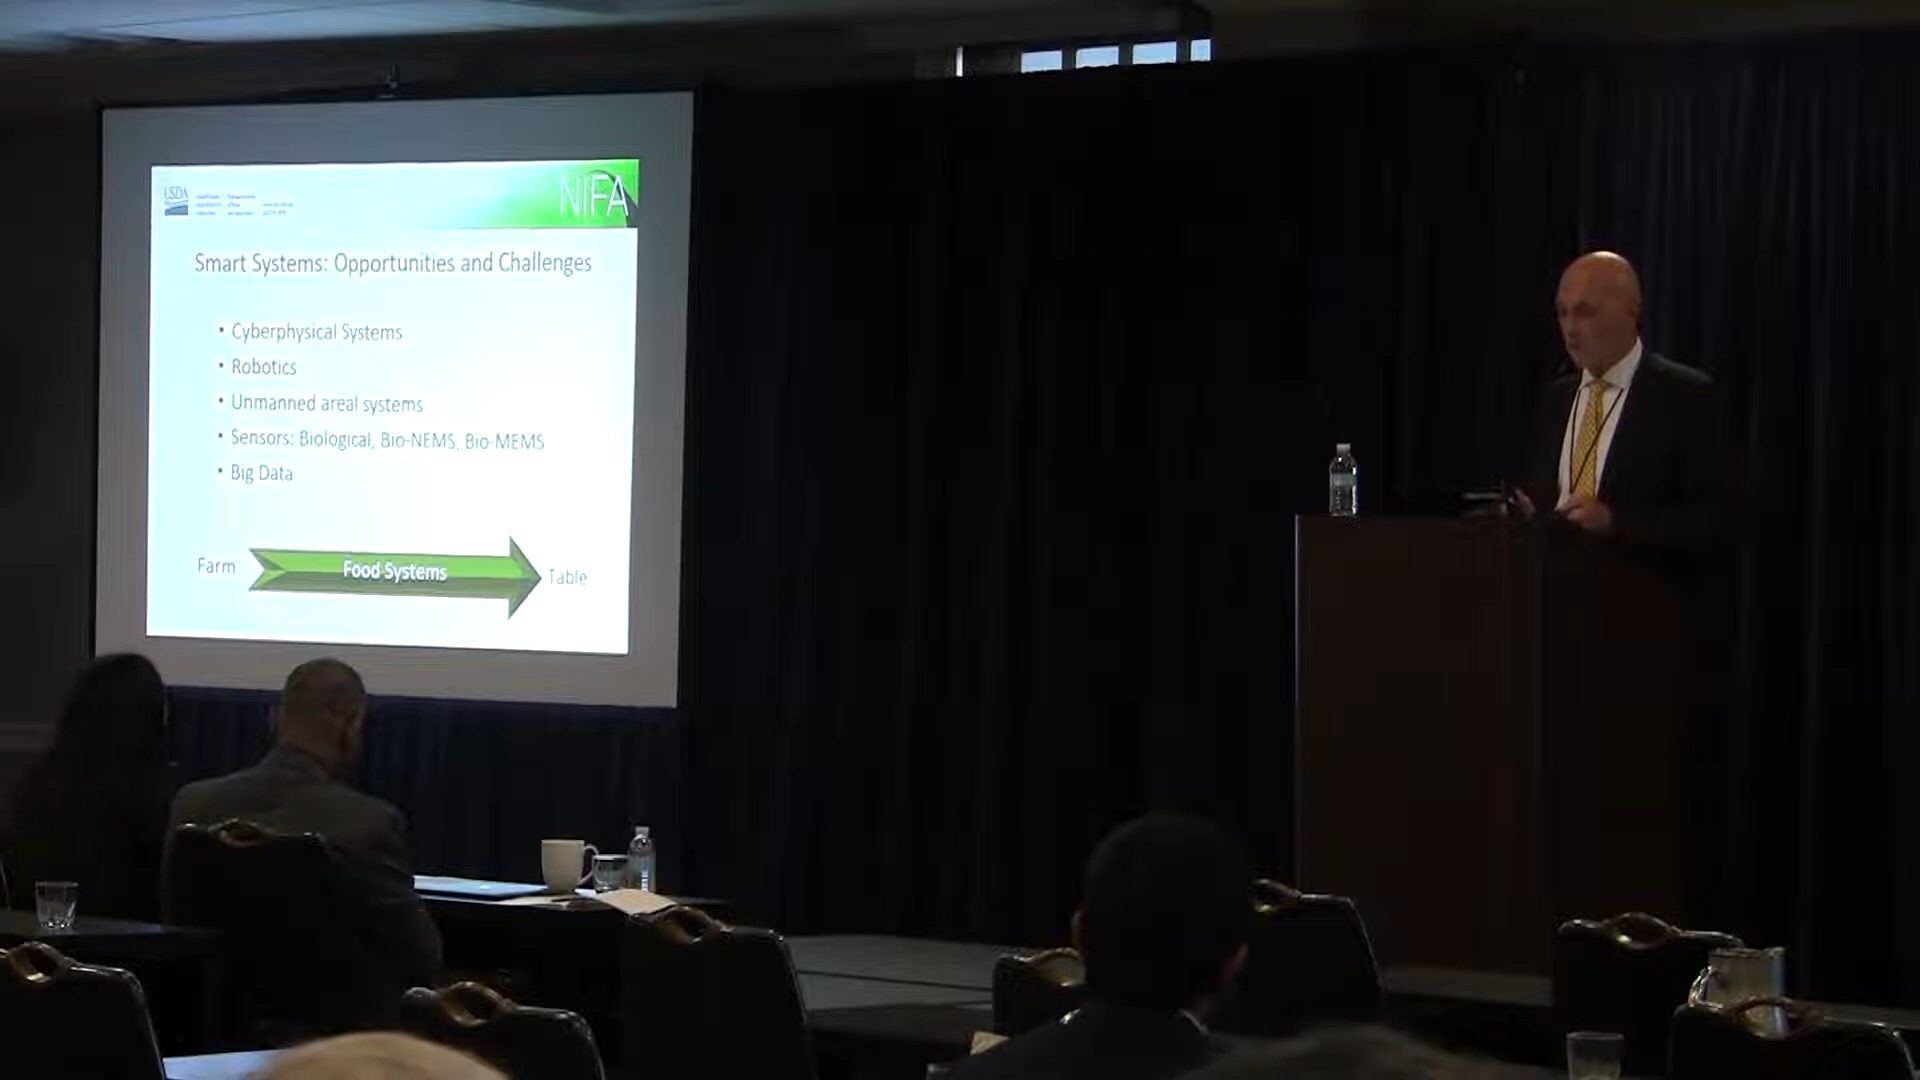 USDA
NIFA
Smart Systems: Opportunities and Challenges
• Cyberphysical Systems
• Robotics
• Unmanned areal systems
• Sensors: Biological, Bio-NEMS, Bio-MEMS
• Big Data
Farm
Food Systems
Table